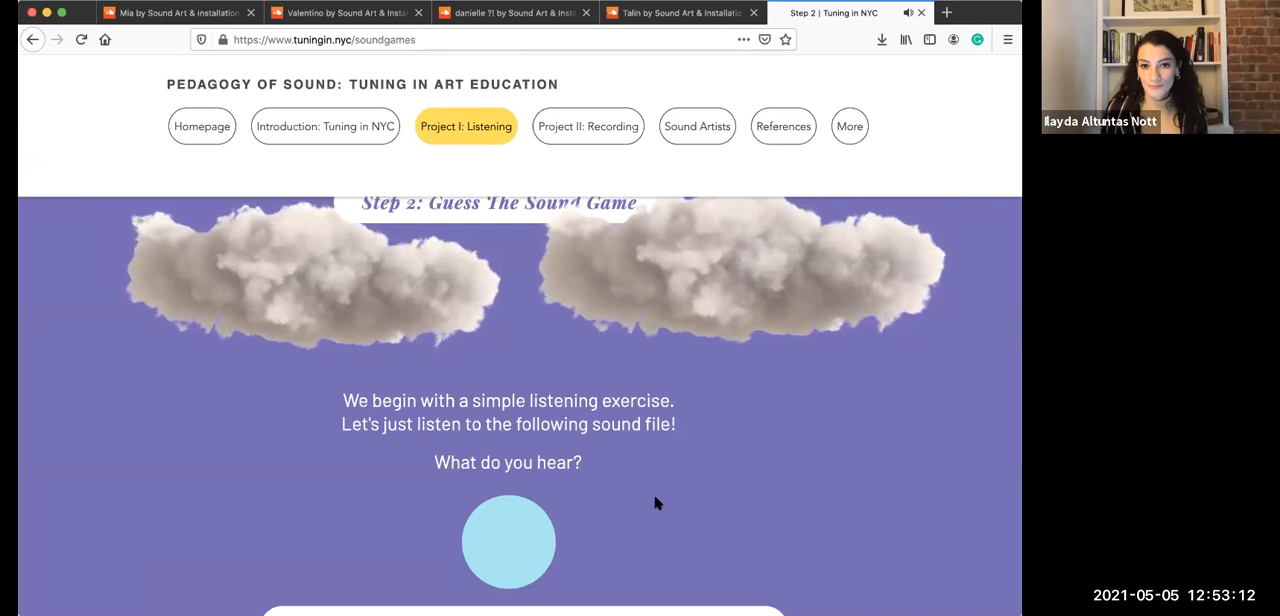 Mia by Sound Art & installation
Valentino by Sound Art & Insta
danielle ?! by Sound Art & Insta
Talin by Sound Art & Installatio
Step 2 | Tuning in NYC
https://www.tuningin.nyc/soundgames
PEDAGOGY OF SOUND: TUNING IN ART EDUCATION
Homepage
Introduction: Tuning in NYC
Project I: Listening
Project II: Recording
Sound Artists
References
More
Step 2: Guess The Sound Game
We begin with a simple listening exercise.
Let's just listen to the following sound file!
What do you hear?
Ilayda Altuntas Nott
2021-05-05 12:53:12